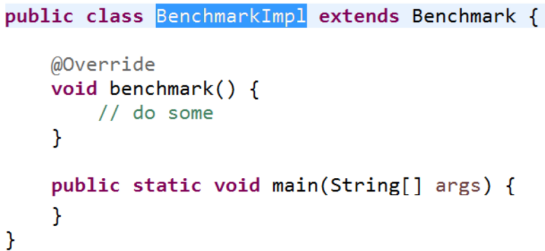 public class BenchmarkImpl extends Benchmark {
@Override
void benchmark() {
// do some
}
public static void main(String[] args) {
}
}